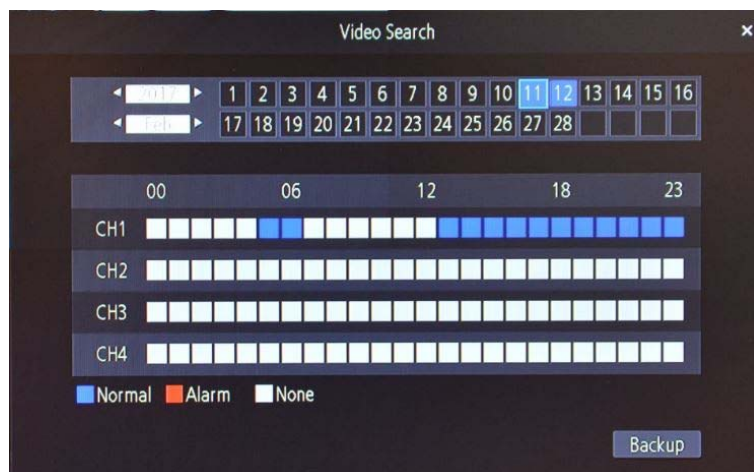 Video Search ×
2017 1 2 3 4 5 6 7 8 9 10 11 12 13 14 15 16
Feb 17 18 19 20 21 22 23 24 25 26 27 28
00 06 12 18 23
CH1
CH2
CH3
CH4
Normal Alarm None
Backup